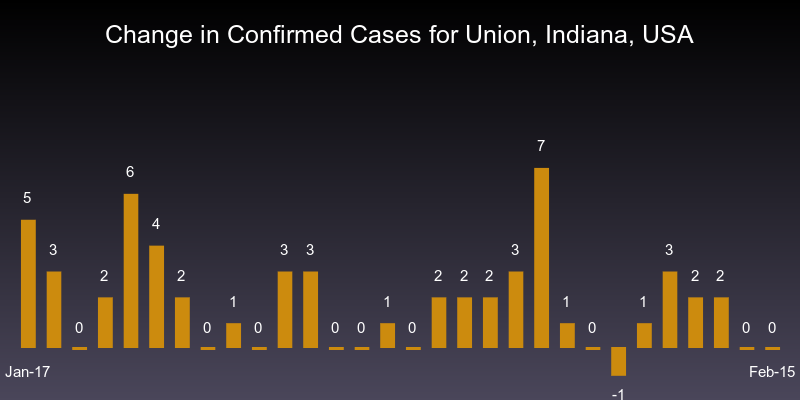 Change in Confirmed Cases for Union, Indiana, USA
5 3 0 2 6 4 2 0 1 0 3 3 0 0 1 0 2 2 2 3 7 1 0 -1 1 3 2 2 0 0
Jan-17 Feb-15